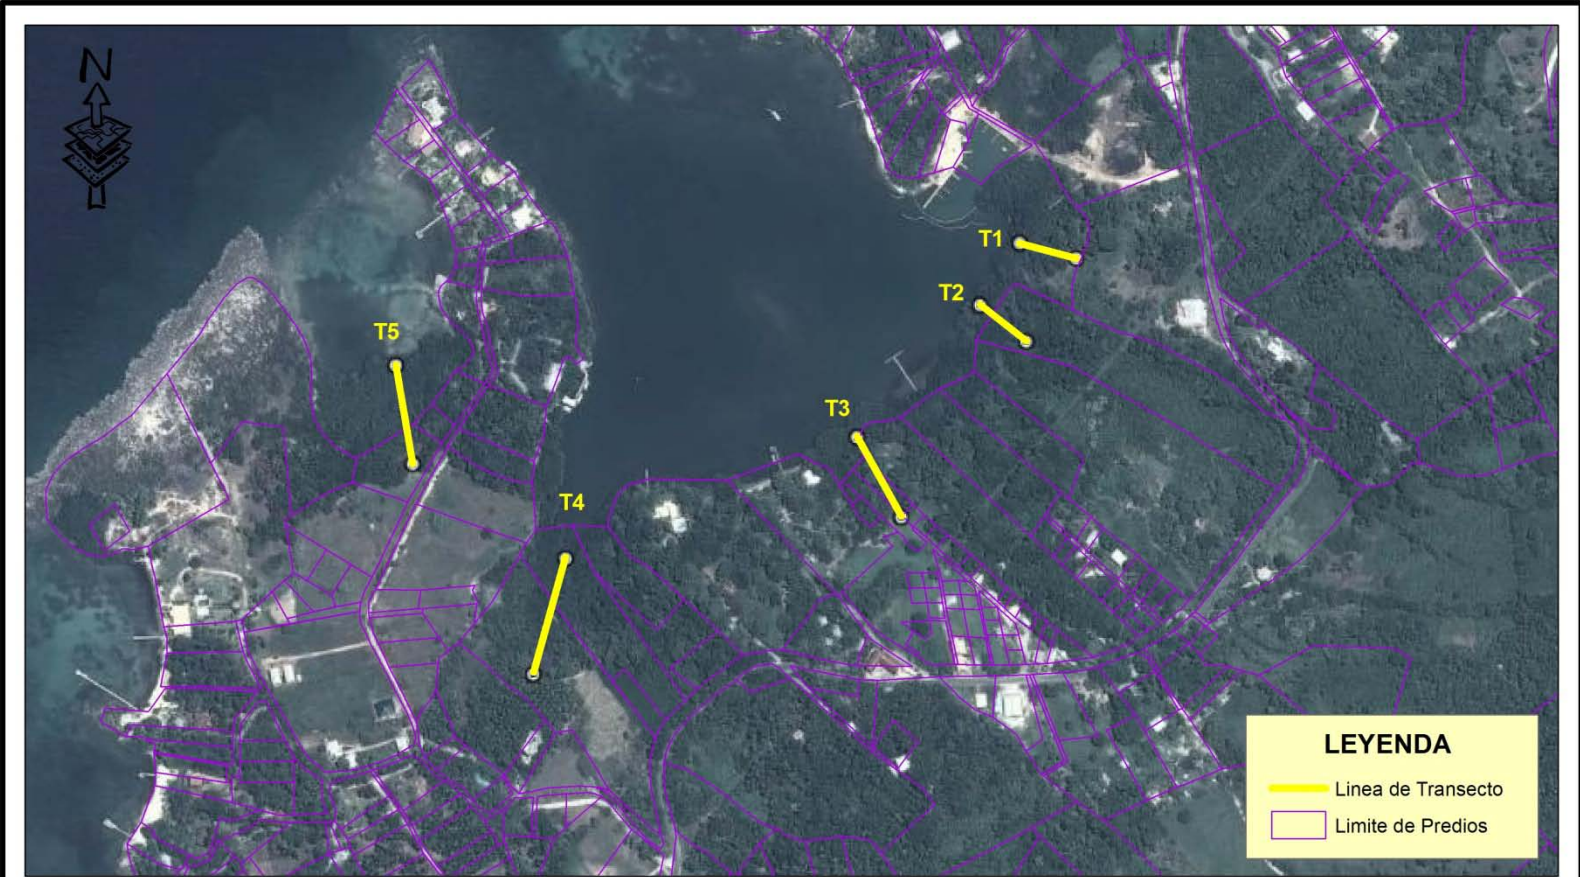 N
T1
T2
T5
T3
T4
LEYENDA
Linea de Transecto
Limite de Predios